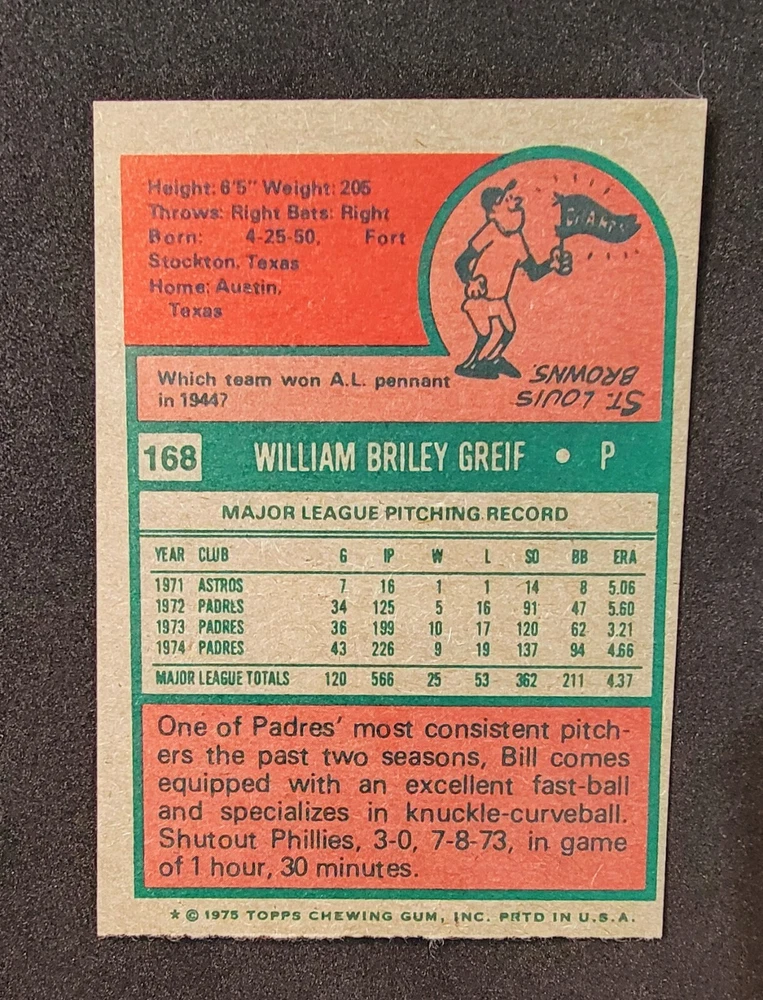 Height: 6'5" Weight: 205
Throws: Right Bats: Right
Born: 4-25-50, Fort
Stockton, Texas
Home: Austin,
Texas
CHAMPS
Which team won A.L. pennant
in 1944?
ST. LOUIS
BROWNS.
168 WILLIAM BRILEY GREIF • P
MAJOR LEAGUE PITCHING RECORD
YEAR CLUB G IP W L SO BB ERA
1971 ASTROS 7 16 1 1 14 8 5.06
1972 PADRES 34 125 5 16 91 47 5.60
1973 PADRES 36 199 10 17 120 62 3.21
1974 PADRES 43 226 9 19 137 94 4.66
MAJOR LEAGUE TOTALS 120 566 25 53 362 211 4.37
One of Padres' most consistent pitch-
ers the past two seasons, Bill comes
equipped with an excellent fast-ball
and specializes in knuckle-curveball.
Shutout Phillies, 3-0, 7-8-73, in game
of 1 hour, 30 minutes.
* © 1975 TOPPS CHEWING GUM, INC. PRTD IN U.S.A.